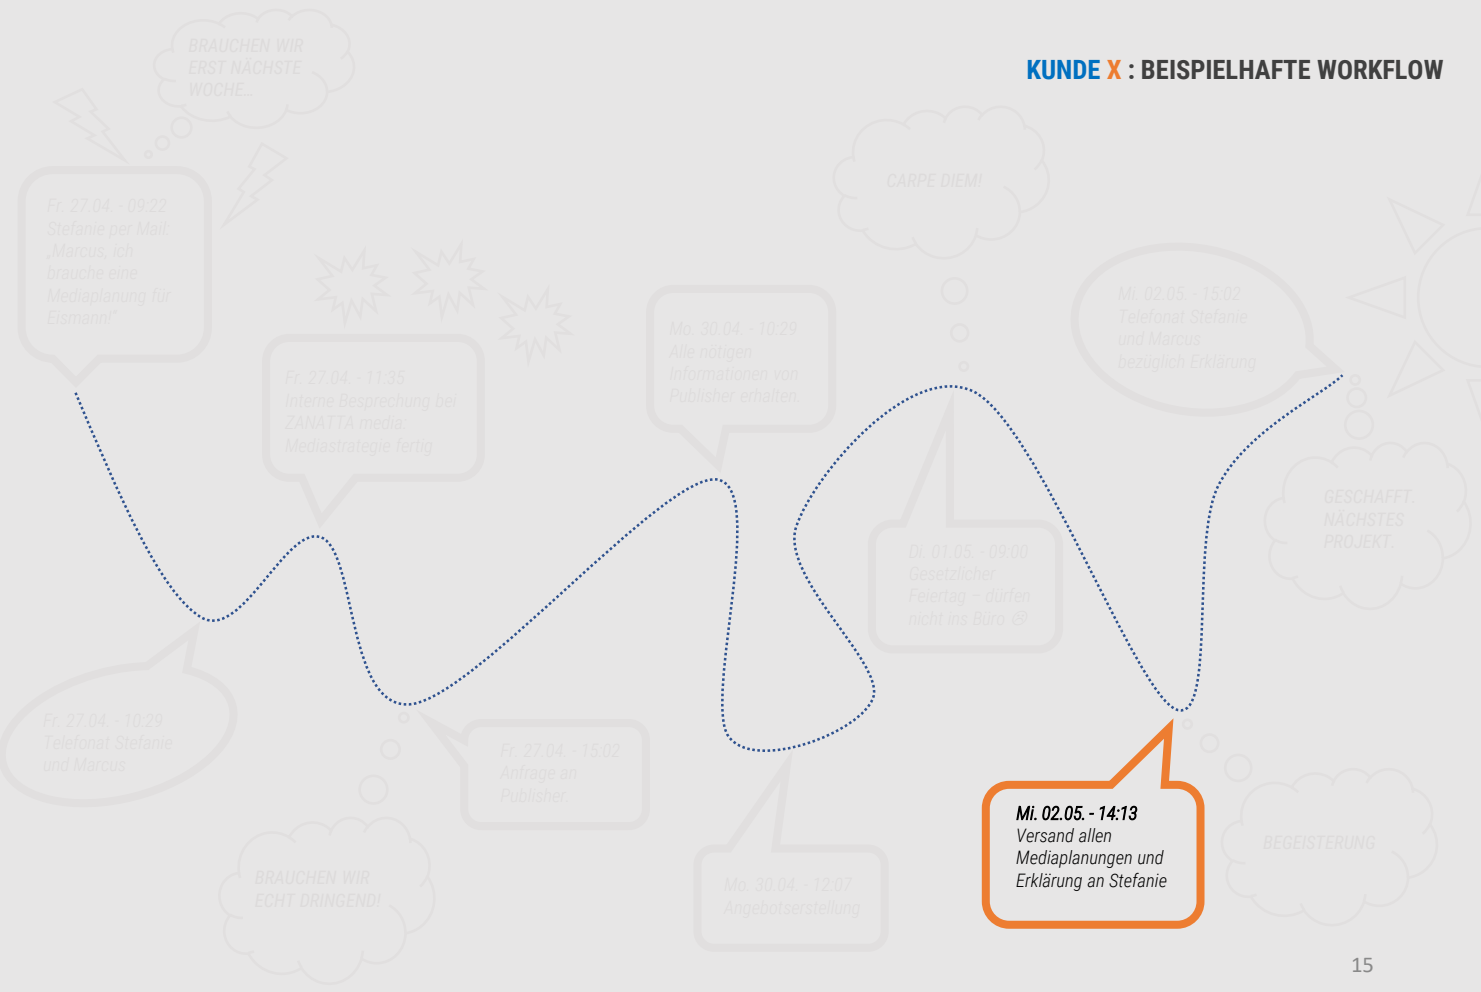 KUNDE X : BEISPIELHAFTE WORKFLOW
BRAUCHEN WIR
ERST NÄCHSTE
WOCHE...
Fr. 27.04. - 09:22
Stefanie per Mail:
„Marcus, ich
brauche eine
Mediaplanung für
Eismann!"
Fr. 27.04. - 10:29
Telefonat Stefanie
und Marcus
Fr. 27.04. - 11:35
Interne Besprechung bei
ZANATTA media:
Mediastrategie fertig
BRAUCHEN WIR
ECHT DRINGEND!
Fr. 27.04. - 15:02
Anfrage an
Publisher.
Mo. 30.04. - 10:29
Alle nötigen
Informationen von
Publisher erhalten.
Mo. 30.04. - 12:07
Angebotserstellung
CARPE DIEM!
Di. 01.05. - 09:00
Gesetzlicher
Feiertag – durften
nicht ins Büro ☹
Mi. 02.05. - 14:13
Versand allen
Mediaplanungen und
Erklärung an Stefanie
BEGEISTERUNG
Mi. 02.05. - 15:02
Telefonat Stefanie
und Marcus
bezüglich Erklärung
GESCHAFFT.
NÄCHSTES
PROJEKT.
15